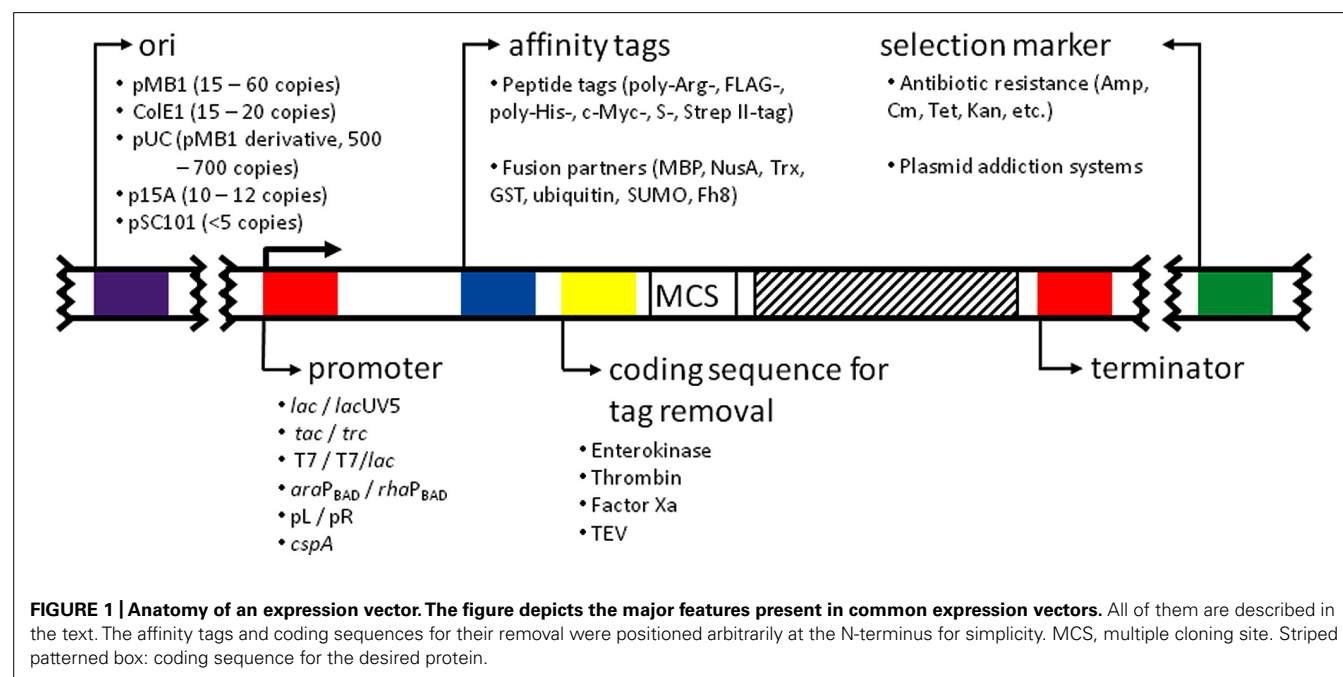 ori
• pMB1 (15 – 60 copies)
• ColE1 (15 – 20 copies)
• pUC (pMB1 derivative, 500
– 700 copies)
• p15A (10 – 12 copies)
• pSC101 (<5 copies)
affinity tags
• Peptide tags (poly-Arg-, FLAG-,
poly-His-, c-Myc-, S-, Strep II-tag)
• Fusion partners (MBP, NusA, Trx,
GST, ubiquitin, SUMO, Fh8)
selection marker
• Antibiotic resistance (Amp,
Cm, Tet, Kan, etc.)
• Plasmid addiction systems
MCS
promoter
• lac / lacUV5
• tac / trc
• T7 / T7/lac
• araPBAD / rhaPBAD
• pL / pR
• cspA
coding sequence for
tag removal
• Enterokinase
• Thrombin
• Factor Xa
• TEV
terminator
FIGURE 1 | Anatomy of an expression vector. The figure depicts the major features present in common expression vectors. All of them are described in
the text. The affinity tags and coding sequences for their removal were positioned arbitrarily at the N-terminus for simplicity. MCS, multiple cloning site. Striped
patterned box: coding sequence for the desired protein.